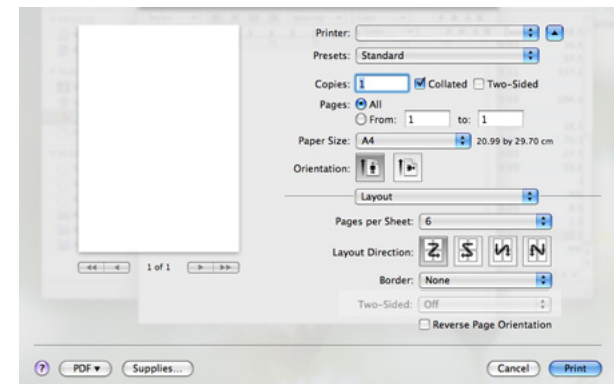 Printer:
Presets: Standard
Copies: 1 Collated Two-Sided
Pages: All
From: 1 to: 1
Paper Size: A4 20.99 by 29.70 cm
Orientation:
Layout
Pages per Sheet: 6
Layout Direction:
Border: None
Two-Sided: Off
Reverse Page Orientation
1 of 1
? PDF ▾ Supplies... Cancel Print